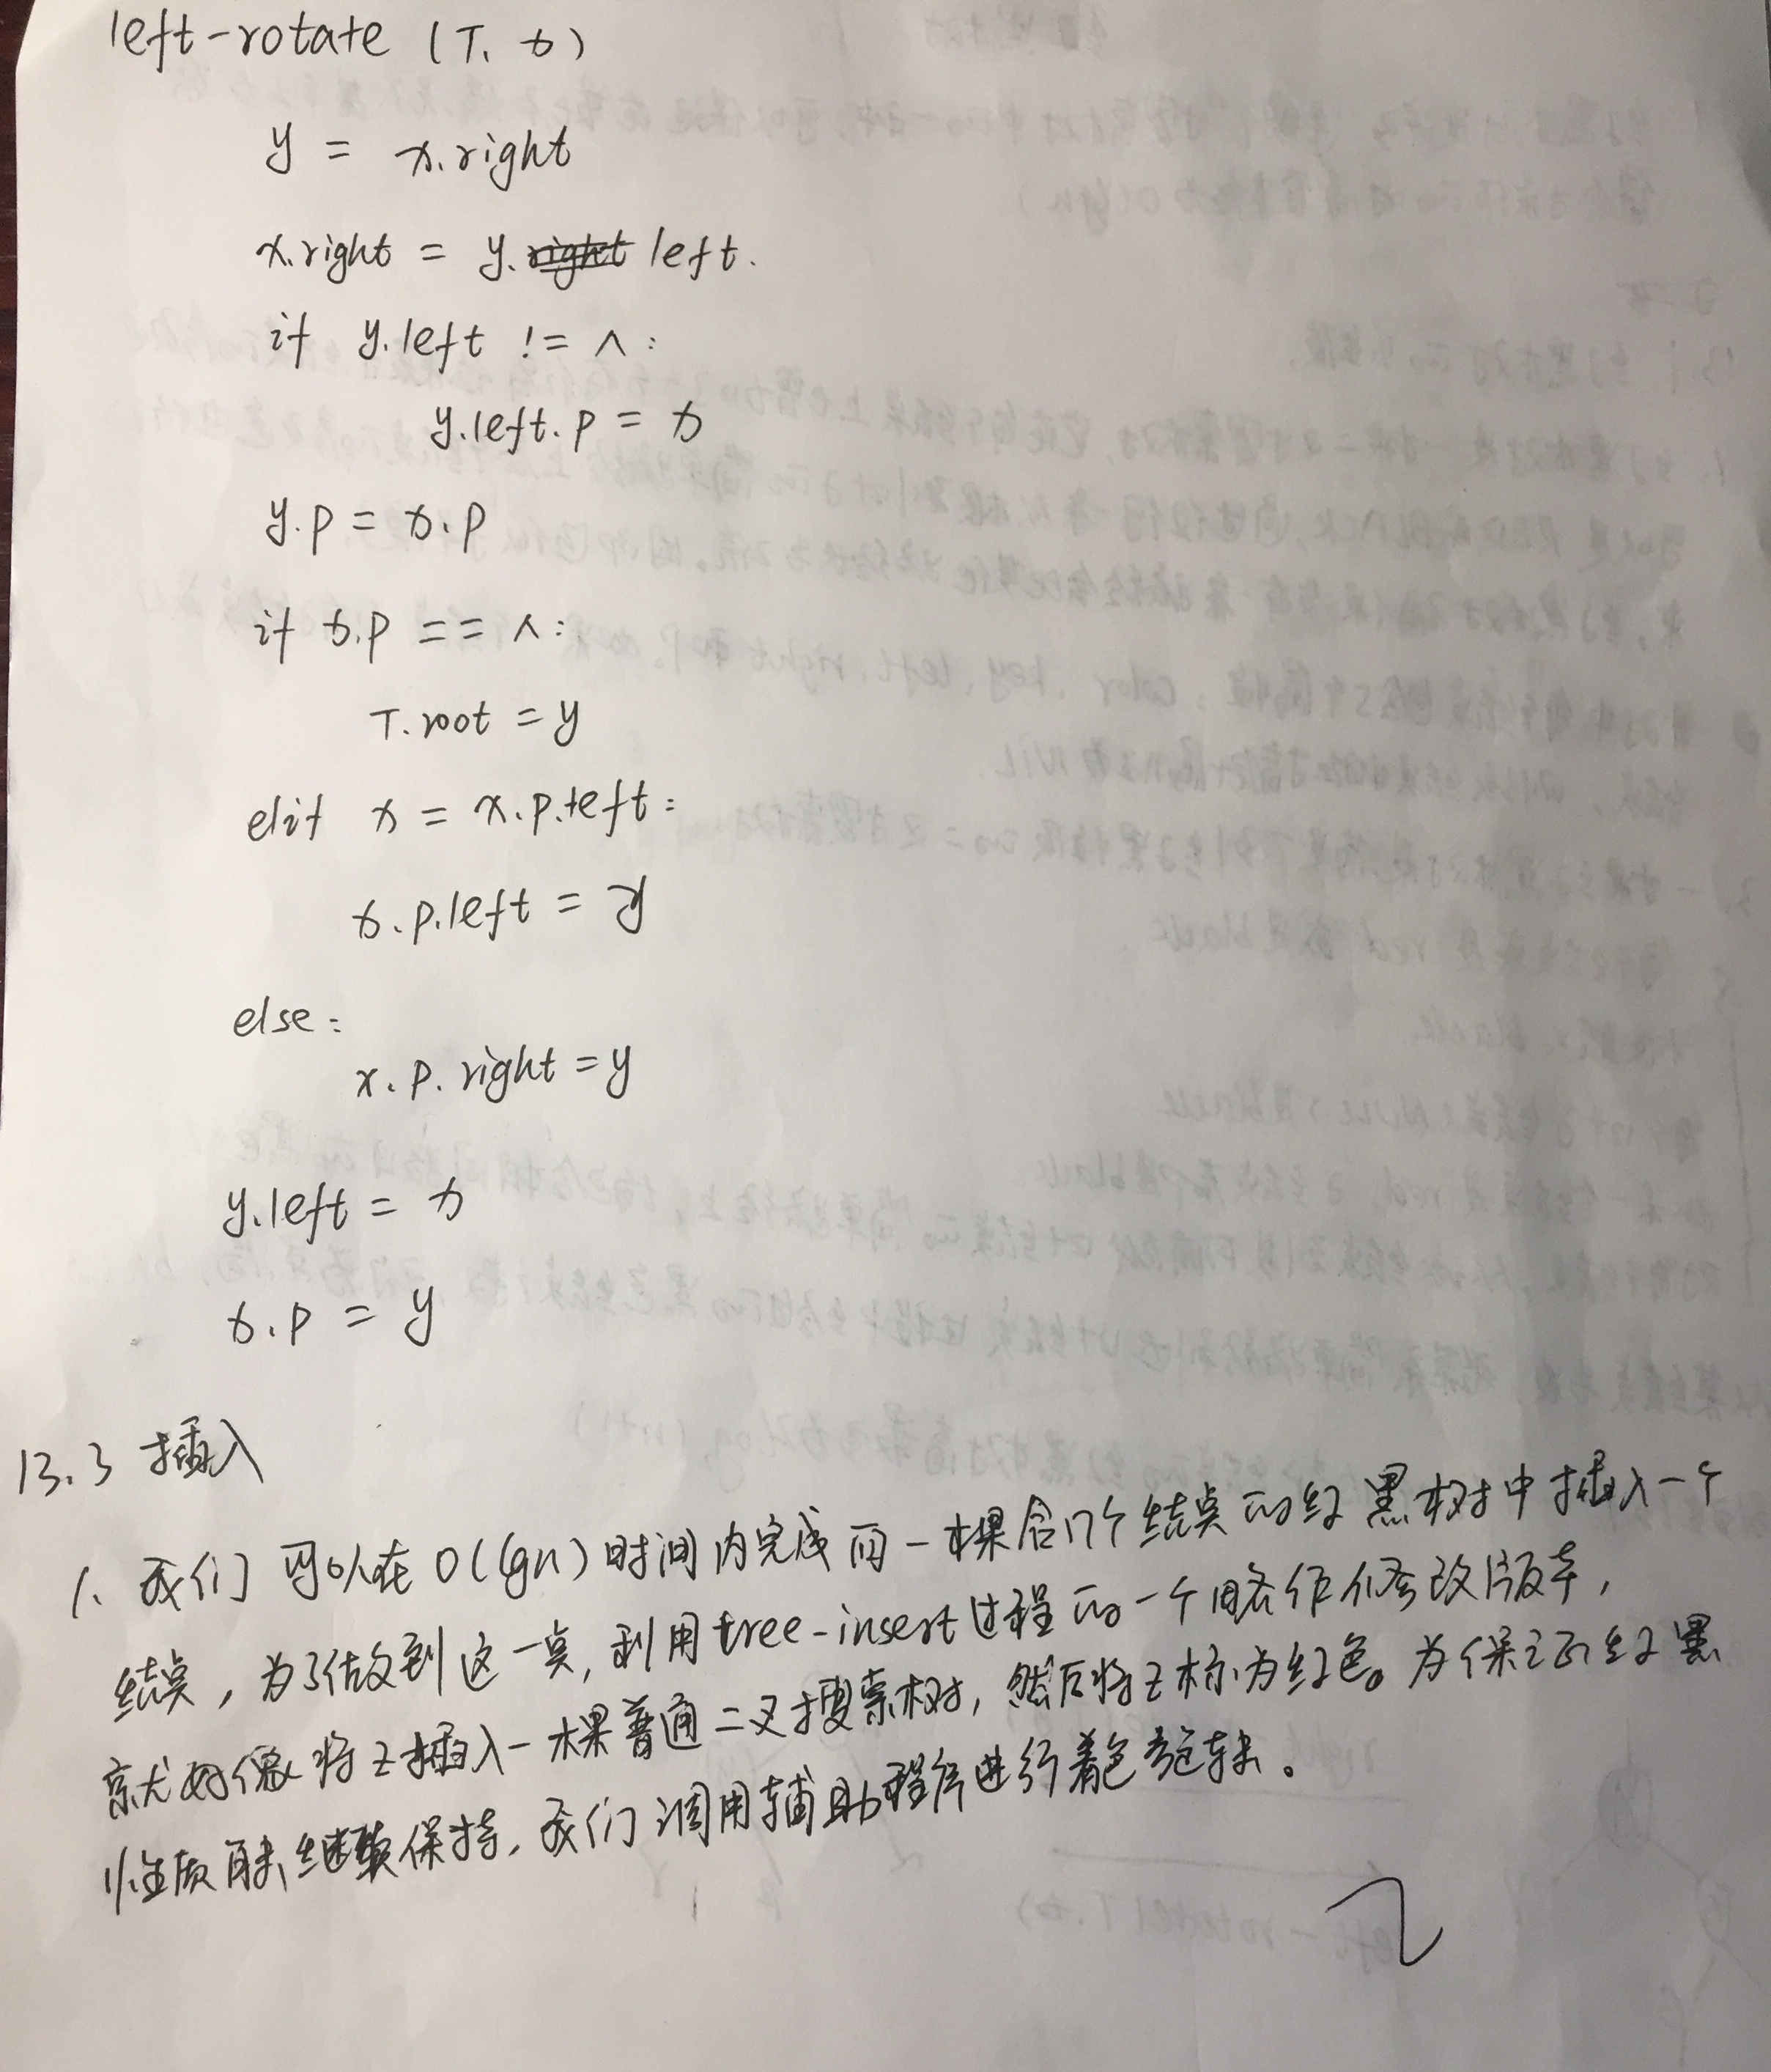 left-rotate (T, x)
y = x.right
x.right = y.left.
if y.left != ∧:
y.left.p = x
y.p = x.p
if x.p == ∧:
T.root = y
elif x = x.p.left:
x.p.left = y
else:
x.p.right = y
y.left = x
x.p = y
13.3 插入
1. 我们可以在O(lgn)时间内完成向一棵含n个结点的红黑树中插入一个
结点,为了做到这一点,利用tree-insert过程的一个略作修改版本,
就好像将z插入一棵普通二叉搜索树,然后将z标为红色。为保证红黑
性质能继续保持,我们调用辅助程序进行着色旋转。